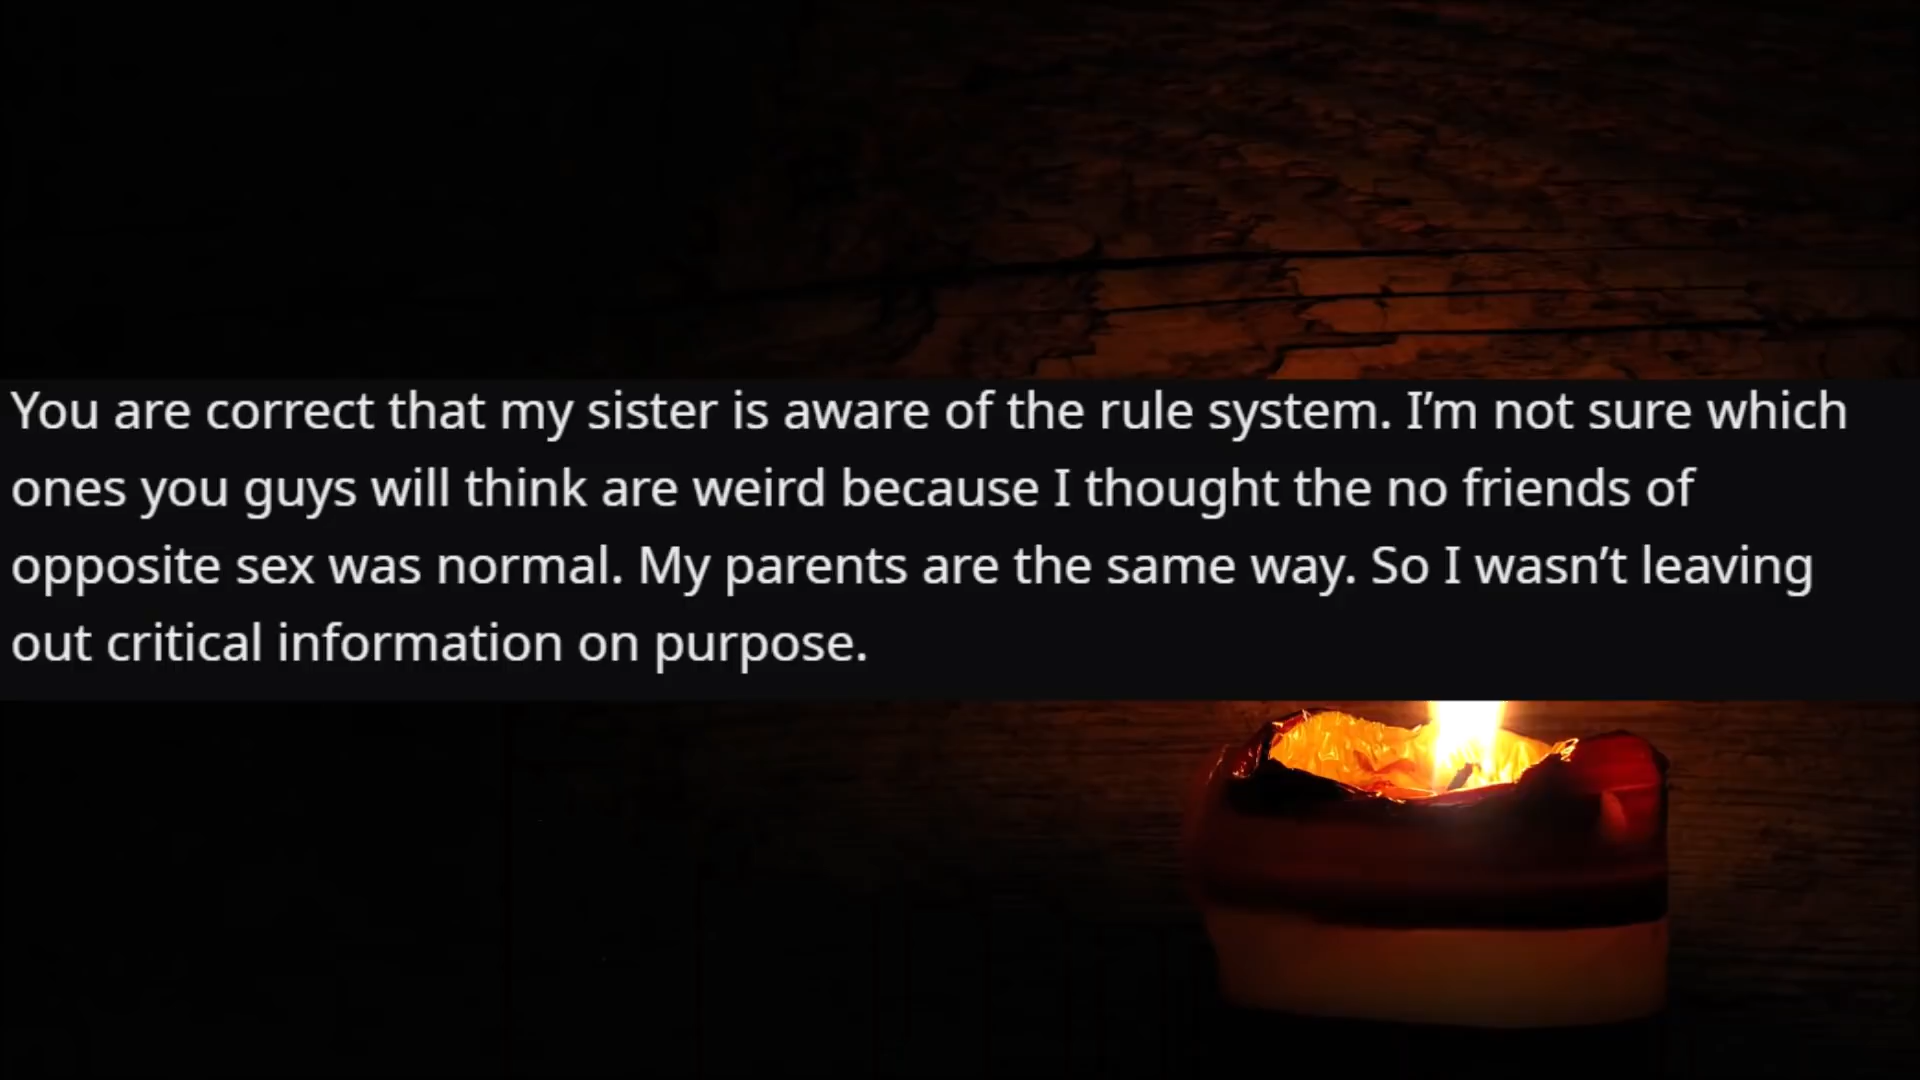 You are correct that my sister is aware of the rule system. I’m not sure which
ones you guys will think are weird because I thought the no friends of
opposite sex was normal. My parents are the same way. So I wasn’t leaving
out critical information on purpose.